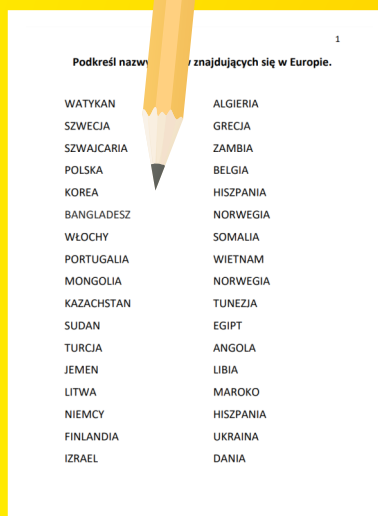 1
Podkreśl nazwy znajdujących się w Europie.
WATYKAN
SZWECJA
SZWAJCARIA
POLSKA
KOREA
BANGLADESZ
WŁOCHY
PORTUGALIA
MONGOLIA
KAZACHSTAN
SUDAN
TURCJA
JEMEN
LITWA
NIEMCY
FINLANDIA
IZRAEL
ALGIERIA
GRECJA
ZAMBIA
BELGIA
HISZPANIA
NORWEGIA
SOMALIA
WIETNAM
NORWEGIA
TUNEZJA
EGIPT
ANGOLA
LIBIA
MAROKO
HISZPANIA
UKRAINA
DANIA